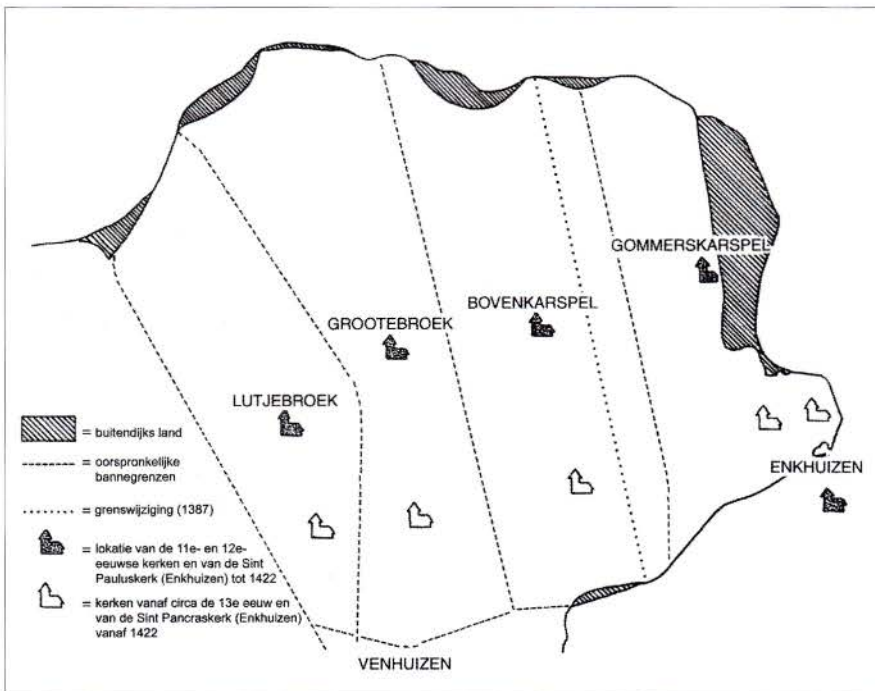 GOMMERSKARSPEL
BOVENKARSPEL
GROOTEBROEK
LUTJEBROEK
ENKHUIZEN
VENHUIZEN
= buitendijks land
= oorspronkelijke
bannegrenzen
= grenswijziging (1387)
= lokatie van de 11e- en 12e-
eeuwse kerken en van de Sint
Pauluskerk (Enkhuizen) tot 1422
= kerken vanaf circa de 13e eeuw en
van de Sint Pancraskerk (Enkhuizen)
vanaf 1422